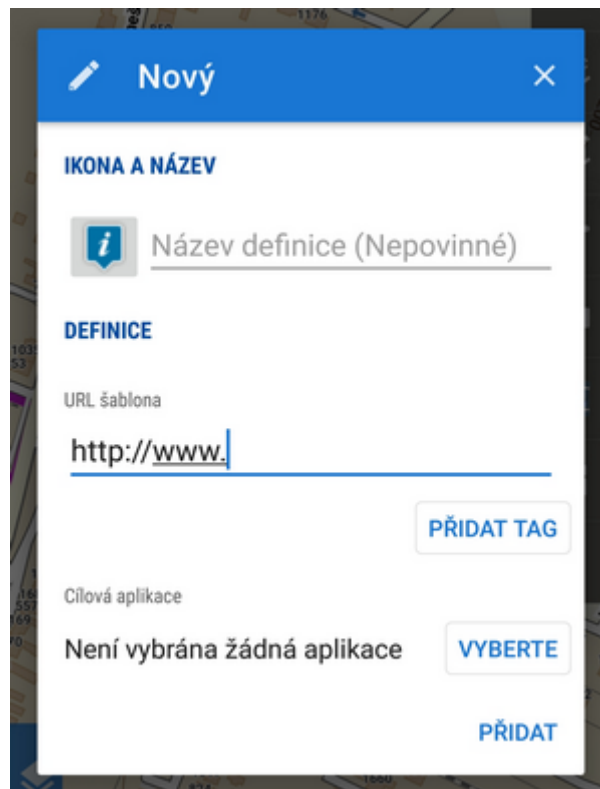 1176
Nový
IKONA A NÁZEV
i
Název definice (Nepovinné)
DEFINICE
URL šablona
http://www.
PŘIDAT TAG
Cílová aplikace
Není vybrána žádná aplikace
VYBERTE
PŘIDAT